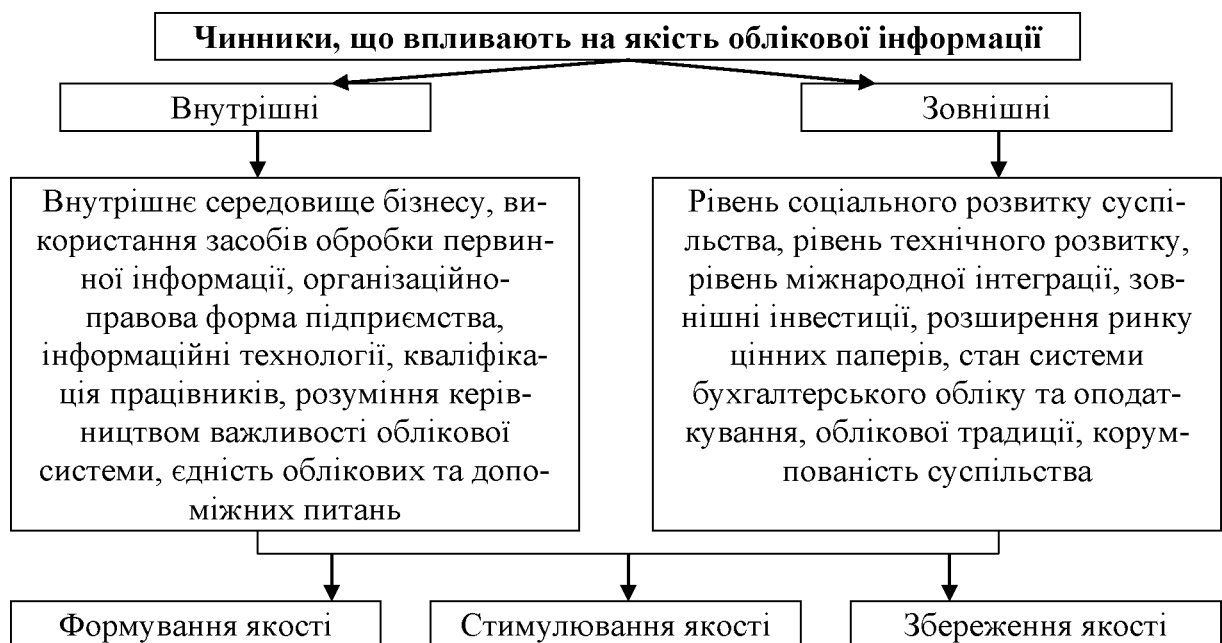 Чинники, що впливають на якість облікової інформації
Внутрішні
Зовнішні
Внутрішнє середовище бізнесу, ви-
користання засобів обробки первин-
ної інформації, організаційно-
правова форма підприємства,
інформаційні технології, кваліфіка-
ція працівників, розуміння керів-
ництвом важливості облікової
системи, єдність облікових та допо-
міжних питань
Рівень соціального розвитку суспі-
льства, рівень технічного розвитку,
рівень міжнародної інтеграції, зов-
нішні інвестиції, розширення ринку
цінних паперів, стан системи
бухгалтерського обліку та оподат-
кування, облікової традиції, корум-
пованість суспільства
Формування якості
Стимулювання якості
Збереження якості